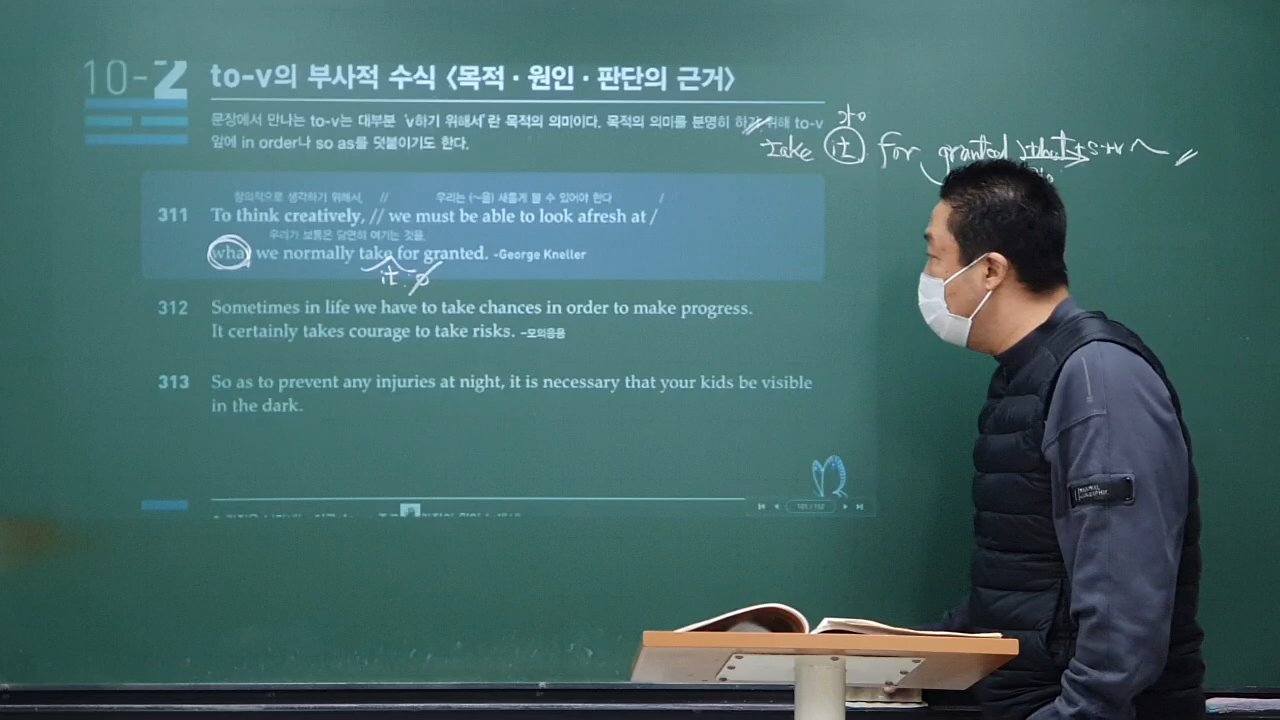 10-2 to-v의 부사적 수식 〈목적 · 원인 · 판단의 근거〉
문장에서 만나는 to-v는 대부분 'v하기 위해서'란 목적의 의미이다. 목적의 의미를 분명히 하기 위해 to-v
앞에 in order나 so as를 덧붙이기도 한다.
take it for granted that s+v ~
창의적으로 생각하기 위해서, // 우리는 (~을) 새롭게 볼 수 있어야 한다 /
311 To think creatively, // we must be able to look afresh at /
우리가 보통은 당연히 여기는 것을.
what we normally take for granted. -George Kneller
it
312 Sometimes in life we have to take chances in order to make progress.
It certainly takes courage to take risks. -모의응용
313 So as to prevent any injuries at night, it is necessary that your kids be visible
in the dark.